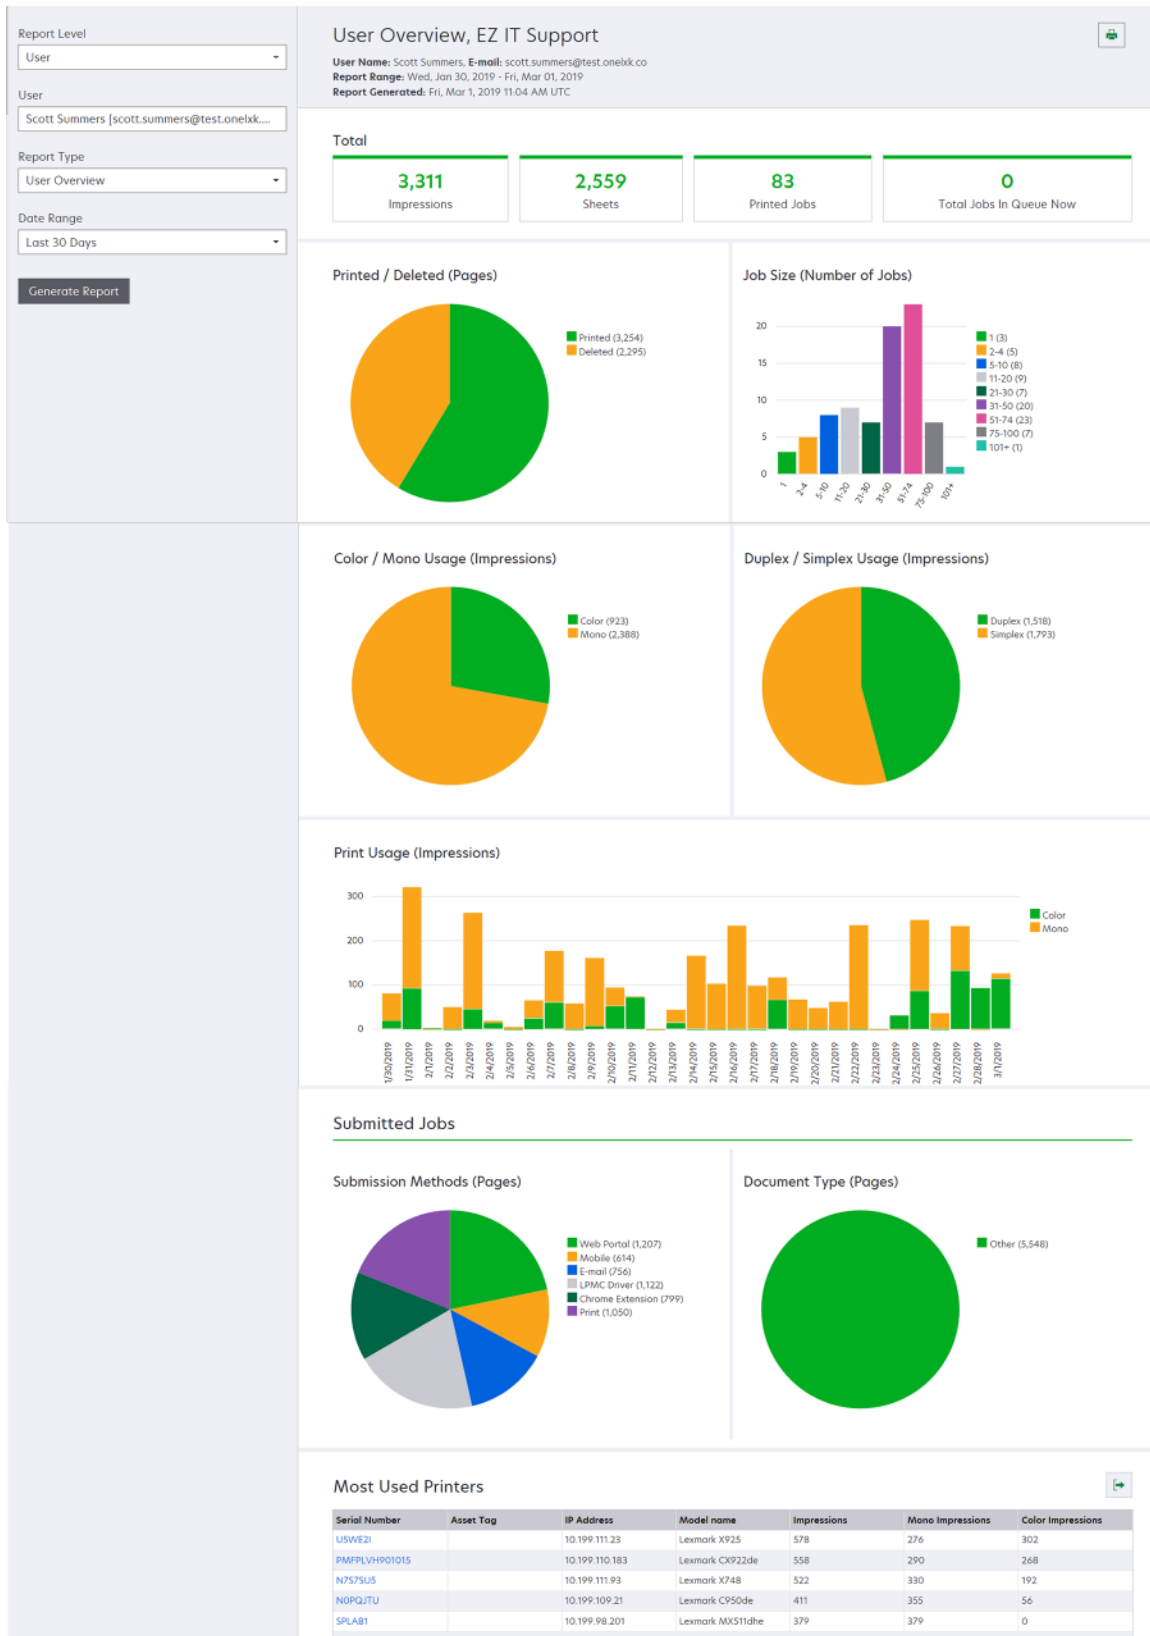 Report Level
User
User
Scott Summers [scott.summers@test.onelxk....
Report Type
User Overview
Date Range
Last 30 Days
Generate Report
User Overview, EZ IT Support
User Name: Scott Summers, E-mail: scott.summers@test.onelxk.co
Report Range: Wed, Jan 30, 2019 - Fri, Mar 01, 2019
Report Generated: Fri, Mar 1, 2019 11:04 AM UTC
Total
3,311
Impressions
2,559
Sheets
83
Printed Jobs
0
Total Jobs In Queue Now
Printed / Deleted (Pages)
Printed (3,254)
Deleted (2,295)
Job Size (Number of Jobs)
20
15
10
5
0
1
2-4
5-10
11-20
21-30
31-50
51-74
75-100
101+
1 (3)
2-4 (5)
5-10 (8)
11-20 (9)
21-30 (7)
31-50 (20)
51-74 (23)
75-100 (7)
101+ (1)
Color / Mono Usage (Impressions)
Color (923)
Mono (2,388)
Duplex / Simplex Usage (Impressions)
Duplex (1,518)
Simplex (1,793)
Print Usage (Impressions)
300
200
100
0
1/30/2019
1/31/2019
2/1/2019
2/2/2019
2/3/2019
2/4/2019
2/5/2019
2/6/2019
2/7/2019
2/8/2019
2/9/2019
2/10/2019
2/11/2019
2/12/2019
2/13/2019
2/14/2019
2/15/2019
2/16/2019
2/17/2019
2/18/2019
2/19/2019
2/20/2019
2/21/2019
2/22/2019
2/23/2019
2/24/2019
2/25/2019
2/26/2019
2/27/2019
2/28/2019
3/1/2019
Color
Mono
Submitted Jobs
Submission Methods (Pages)
Web Portal (1,207)
Mobile (614)
E-mail (756)
LPMC Driver (1,122)
Chrome Extension (799)
Print (1,050)
Document Type (Pages)
Other (5,548)
Most Used Printers
Serial Number Asset Tag IP Address Model name Impressions Mono Impressions Color Impressions
U5WE2I 10.199.111.23 Lexmark X925 578 276 302
PMFPLVH901015 10.199.110.183 Lexmark CX922de 558 290 268
N7S7SU5 10.199.111.93 Lexmark X748 522 330 192
N0PQJTU 10.199.109.21 Lexmark C950de 411 355 56
SPLAB1 10.199.98.201 Lexmark MX511dhe 379 379 0